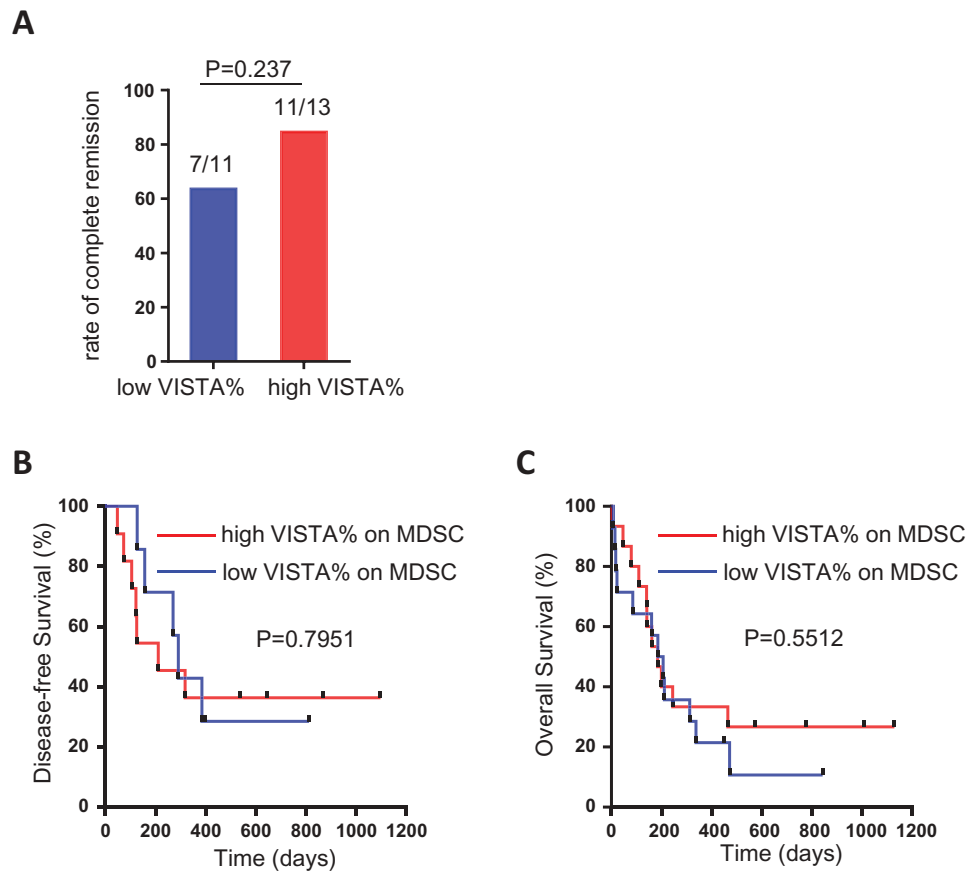 A
P=0.237
rate of complete remission
100
80
60
40
20
0
7/11
11/13
low VISTA%
high VISTA%
B
Disease-free Survival (%)
100
80
60
40
20
0
high VISTA% on MDSC
low VISTA% on MDSC
P=0.7951
0 200 400 600 800 1000 1200
Time (days)
C
Overall Survival (%)
100
80
60
40
20
0
high VISTA% on MDSC
low VISTA% on MDSC
P=0.5512
0 200 400 600 800 1000 1200
Time (days)